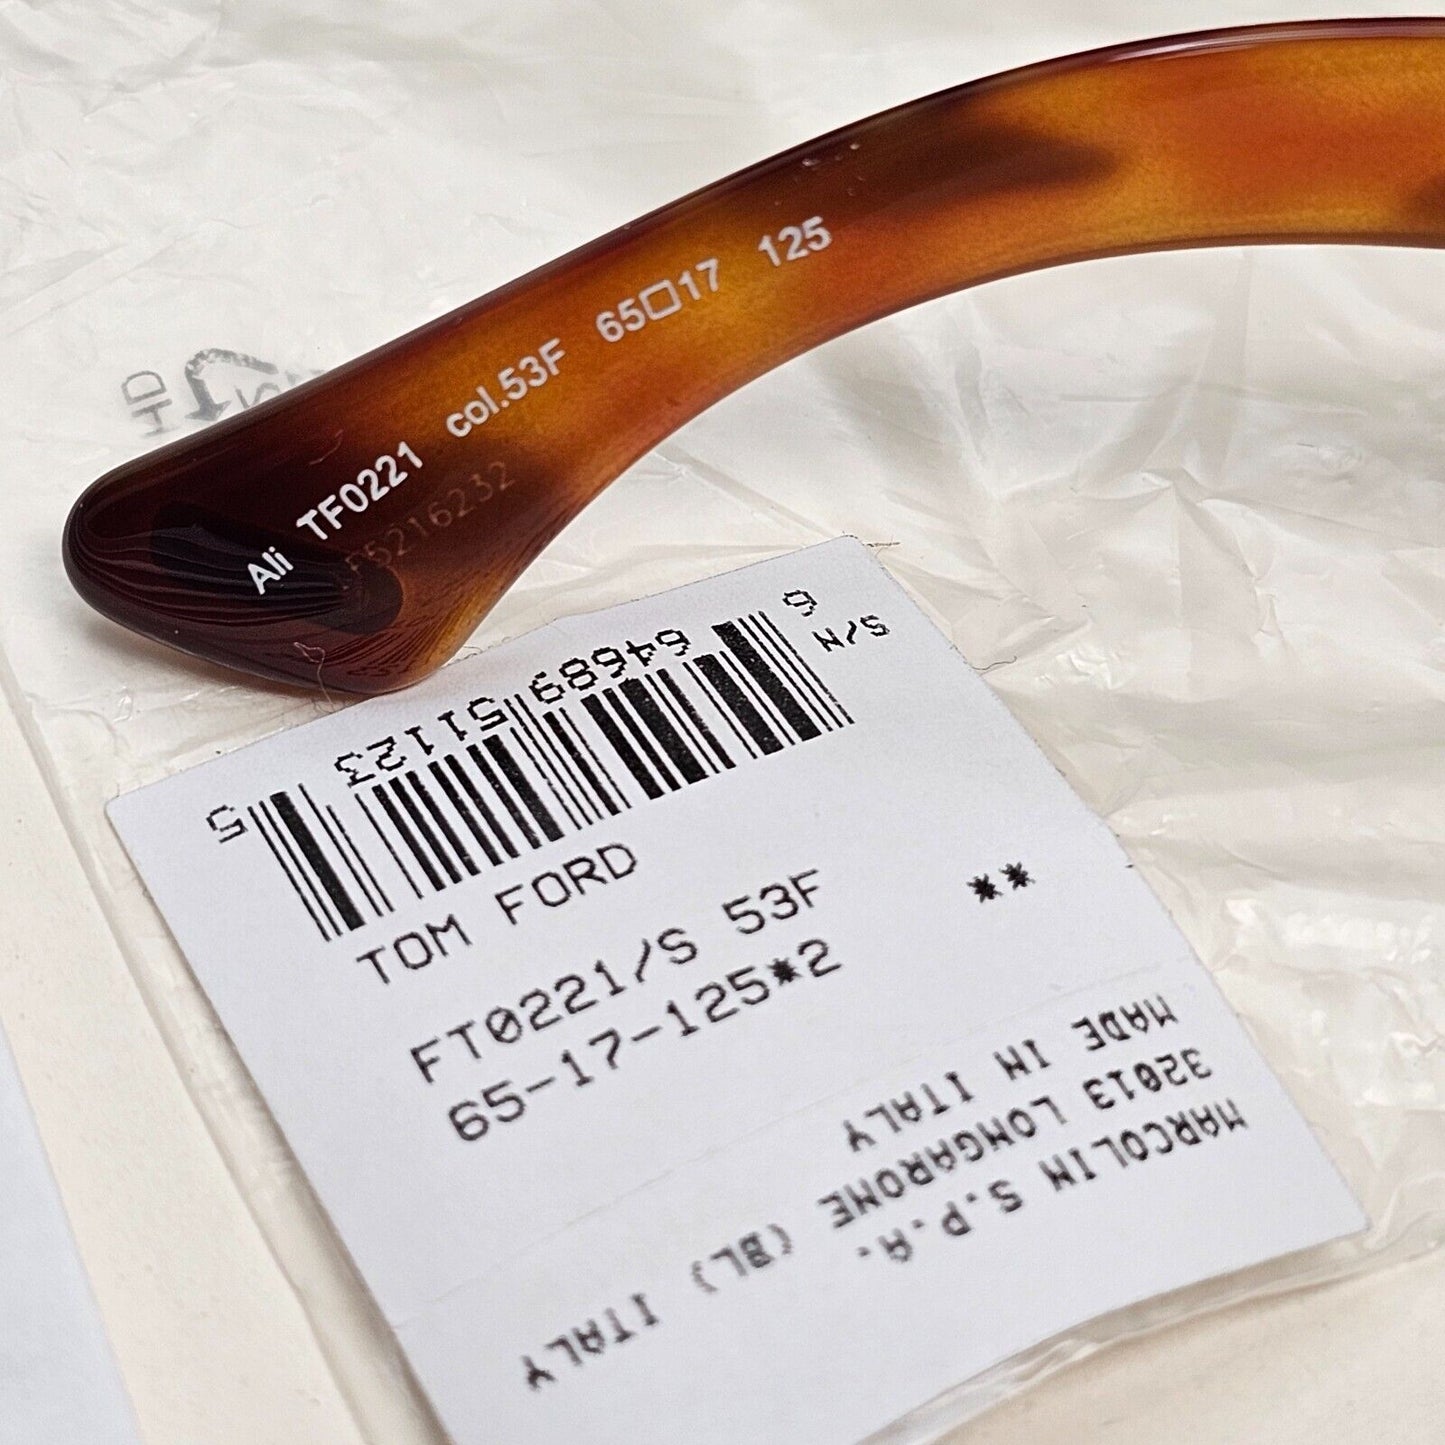 Ali TF0221 col.53F 65□17 125
N/S
6 64689 51123 5
TOM FORD
FT0221/S 53F **
65-17-125*2
MARCOLIN S.P.A.
32013 LONGARONE (BL) ITALY
MADE IN ITALY